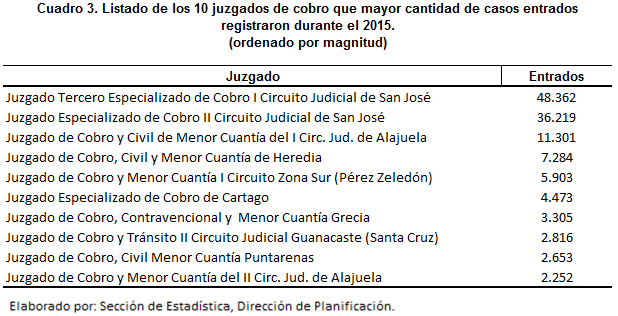 Cuadro 3. Listado de los 10 juzgados de cobro que mayor cantidad de casos entrados
registraron durante el 2015.
(ordenado por magnitud)
Juzgado Entrados
Juzgado Tercero Especializado de Cobro I Circuito Judicial de San José 48.362
Juzgado Especializado de Cobro II Circuito Judicial de San José 36.219
Juzgado de Cobro y Civil de Menor Cuantía del I Circ. Jud. de Alajuela 11.301
Juzgado de Cobro, Civil y Menor Cuantía de Heredia 7.284
Juzgado de Cobro y Menor Cuantía I Circuito Zona Sur (Pérez Zeledón) 5.903
Juzgado Especializado de Cobro de Cartago 4.473
Juzgado de Cobro, Contravencional y Menor Cuantía Grecia 3.305
Juzgado de Cobro y Tránsito II Circuito Judicial Guanacaste (Santa Cruz) 2.816
Juzgado de Cobro, Civil Menor Cuantía Puntarenas 2.653
Juzgado de Cobro y Menor Cuantía del II Circ. Jud. de Alajuela 2.252
Elaborado por: Sección de Estadística, Dirección de Planificación.